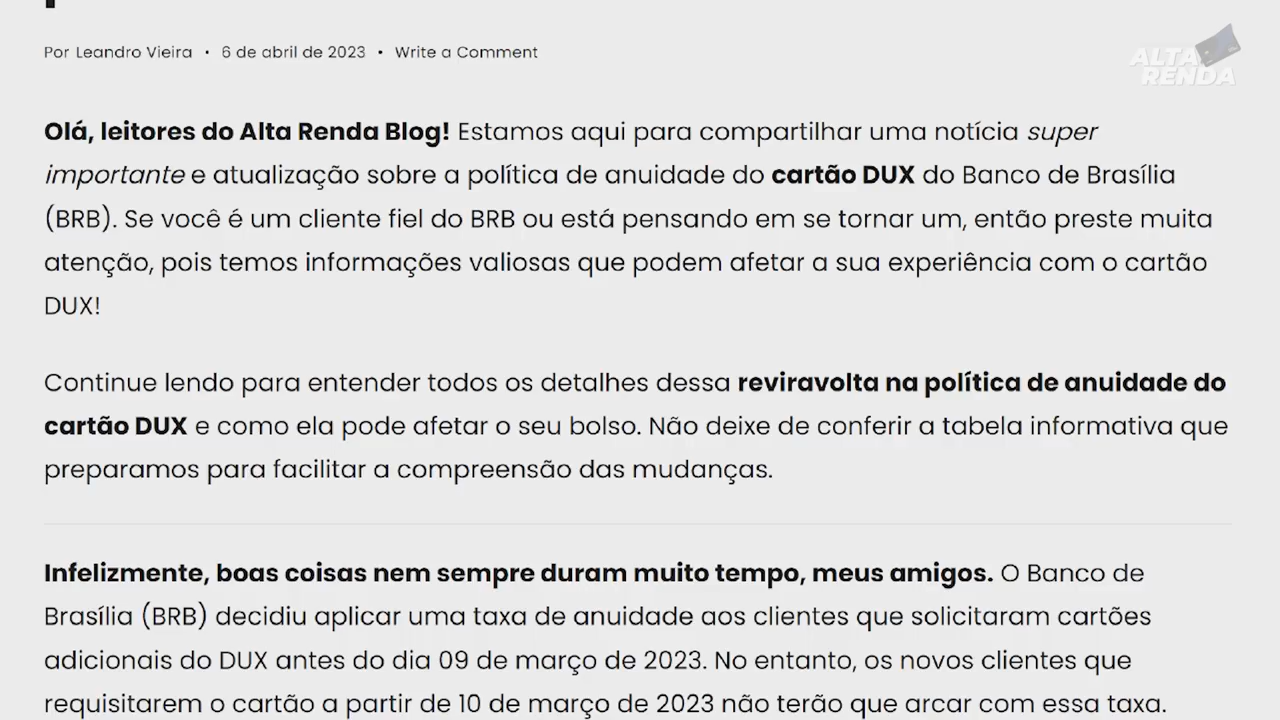 Por Leandro Vieira • 6 de abril de 2023 • Write a Comment
ALTA
RENDA
Olá, leitores do Alta Renda Blog! Estamos aqui para compartilhar uma notícia super
importante e atualização sobre a política de anuidade do cartão DUX do Banco de Brasília
(BRB). Se você é um cliente fiel do BRB ou está pensando em se tornar um, então preste muita
atenção, pois temos informações valiosas que podem afetar a sua experiência com o cartão
DUX!
Continue lendo para entender todos os detalhes dessa reviravolta na política de anuidade do
cartão DUX e como ela pode afetar o seu bolso. Não deixe de conferir a tabela informativa que
preparamos para facilitar a compreensão das mudanças.
Infelizmente, boas coisas nem sempre duram muito tempo, meus amigos. O Banco de
Brasília (BRB) decidiu aplicar uma taxa de anuidade aos clientes que solicitaram cartões
adicionais do DUX antes do dia 09 de março de 2023. No entanto, os novos clientes que
requisitarem o cartão a partir de 10 de março de 2023 não terão que arcar com essa taxa.